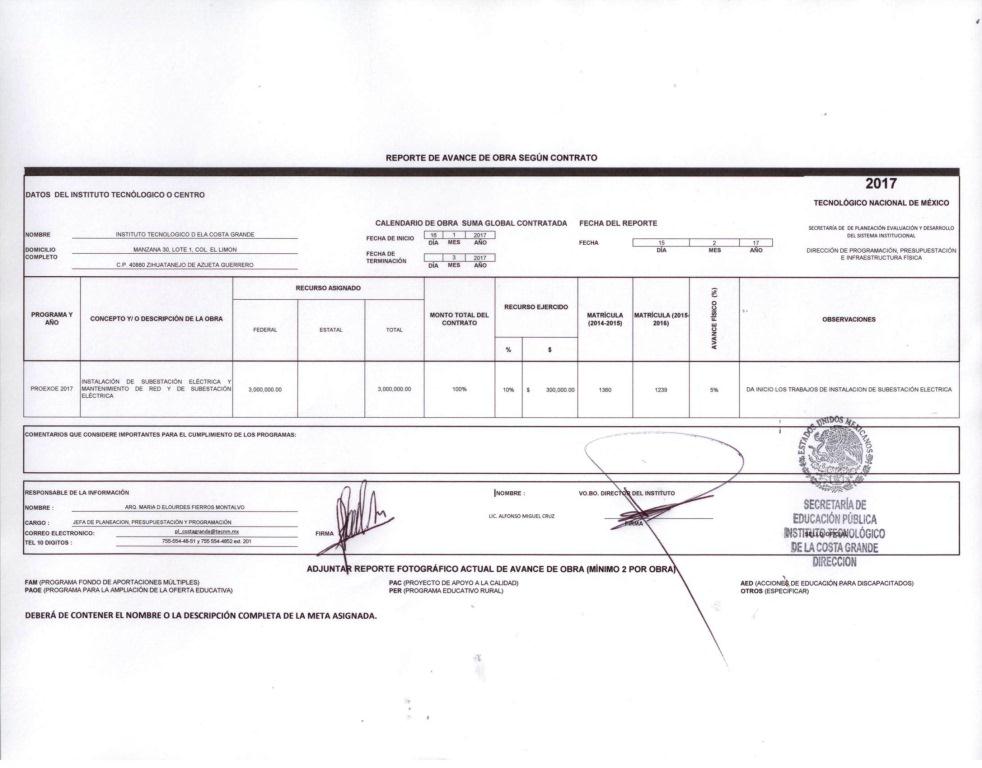 REPORTE DE AVANCE DE OBRA SEGÚN CONTRATO
2017
DATOS DEL INSTITUTO TECNÓLOGICO O CENTRO
TECNOLÓGICO NACIONAL DE MÉXICO
CALENDARIO DE OBRA SUMA GLOBAL CONTRATADA FECHA DEL REPORTE
NOMBRE INSTITUTO TECNOLOGICO D ELA COSTA GRANDE
FECHA DE INICIO 16 1 2017
DÍA MES AÑO
FECHA 15 2 17
DÍA MES AÑO
SECRETARÍA DE DE PLANEACIÓN EVALUACIÓN Y DESARROLLO
DEL SISTEMA INSTITUCIONAL
DOMICILIO COMPLETO MANZANA 30, LOTE 1, COL. EL LIMON
C.P. 40880 ZIHUATANEJO DE AZUETA GUERRERO
FECHA DE
TERMINACIÓN 3 2017
DÍA MES AÑO
DIRECCIÓN DE PROGRAMACIÓN, PRESUPUESTACIÓN
E INFRAESTRUCTURA FÍSICA
PROGRAMA Y
AÑO
CONCEPTO Y/ O DESCRIPCIÓN DE LA OBRA
RECURSO ASIGNADO
FEDERAL ESTATAL TOTAL
MONTO TOTAL DEL
CONTRATO
RECURSO EJERCIDO
% $
MATRÍCULA
(2014-2015)
MATRÍCULA (2015-
2016)
AVANCE FÍSICO (%)
OBSERVACIONES
PROEXOE 2017
INSTALACIÓN DE SUBESTACIÓN ELÉCTRICA Y
MANTENIMIENTO DE RED Y DE SUBESTACIÓN
ELÉCTRICA
3,000,000.00 3,000,000.00 100% 10% $ 300,000.00 1380 1239 5% DA INICIO LOS TRABAJOS DE INSTALACION DE SUBESTACIÓN ELECTRICA
COMENTARIOS QUE CONSIDERE IMPORTANTES PARA EL CUMPLIMIENTO DE LOS PROGRAMAS:
ESTADOS UNIDOS MEXICANOS
RESPONSABLE DE LA INFORMACIÓN
NOMBRE : ARQ. MARIA D ELOURDES FIERROS MONTALVO
CARGO : JEFA DE PLANEACION, PRESUPUESTACIÓN Y PROGRAMACIÓN
CORREO ELECTRONICO: pl_costagrande@tecnm.mx
TEL 10 DIGITOS : 755-554-48-51 y 755 554-4852 ed. 201
FIRMA
NOMBRE :
LIC. ALFONSO MIGUEL CRUZ
VO.BO. DIRECTOR DEL INSTITUTO
FIRMA
SECRETARÍA DE
EDUCACIÓN PÚBLICA
INSTITUTO TECNOLÓGICO
SELLO OFICIAL
DE LA COSTA GRANDE
DIRECCION
ADJUNTAR REPORTE FOTOGRÁFICO ACTUAL DE AVANCE DE OBRA (MÍNIMO 2 POR OBRA)
FAM (PROGRAMA FONDO DE APORTACIONES MÚLTIPLES)
PAOE (PROGRAMA PARA LA AMPLIACIÓN DE LA OFERTA EDUCATIVA)
PAC (PROYECTO DE APOYO A LA CALIDAD)
PER (PROGRAMA EDUCATIVO RURAL)
AED (ACCIONES DE EDUCACIÓN PARA DISCAPACITADOS)
OTROS (ESPECIFICAR)
DEBERÁ DE CONTENER EL NOMBRE O LA DESCRIPCIÓN COMPLETA DE LA META ASIGNADA.